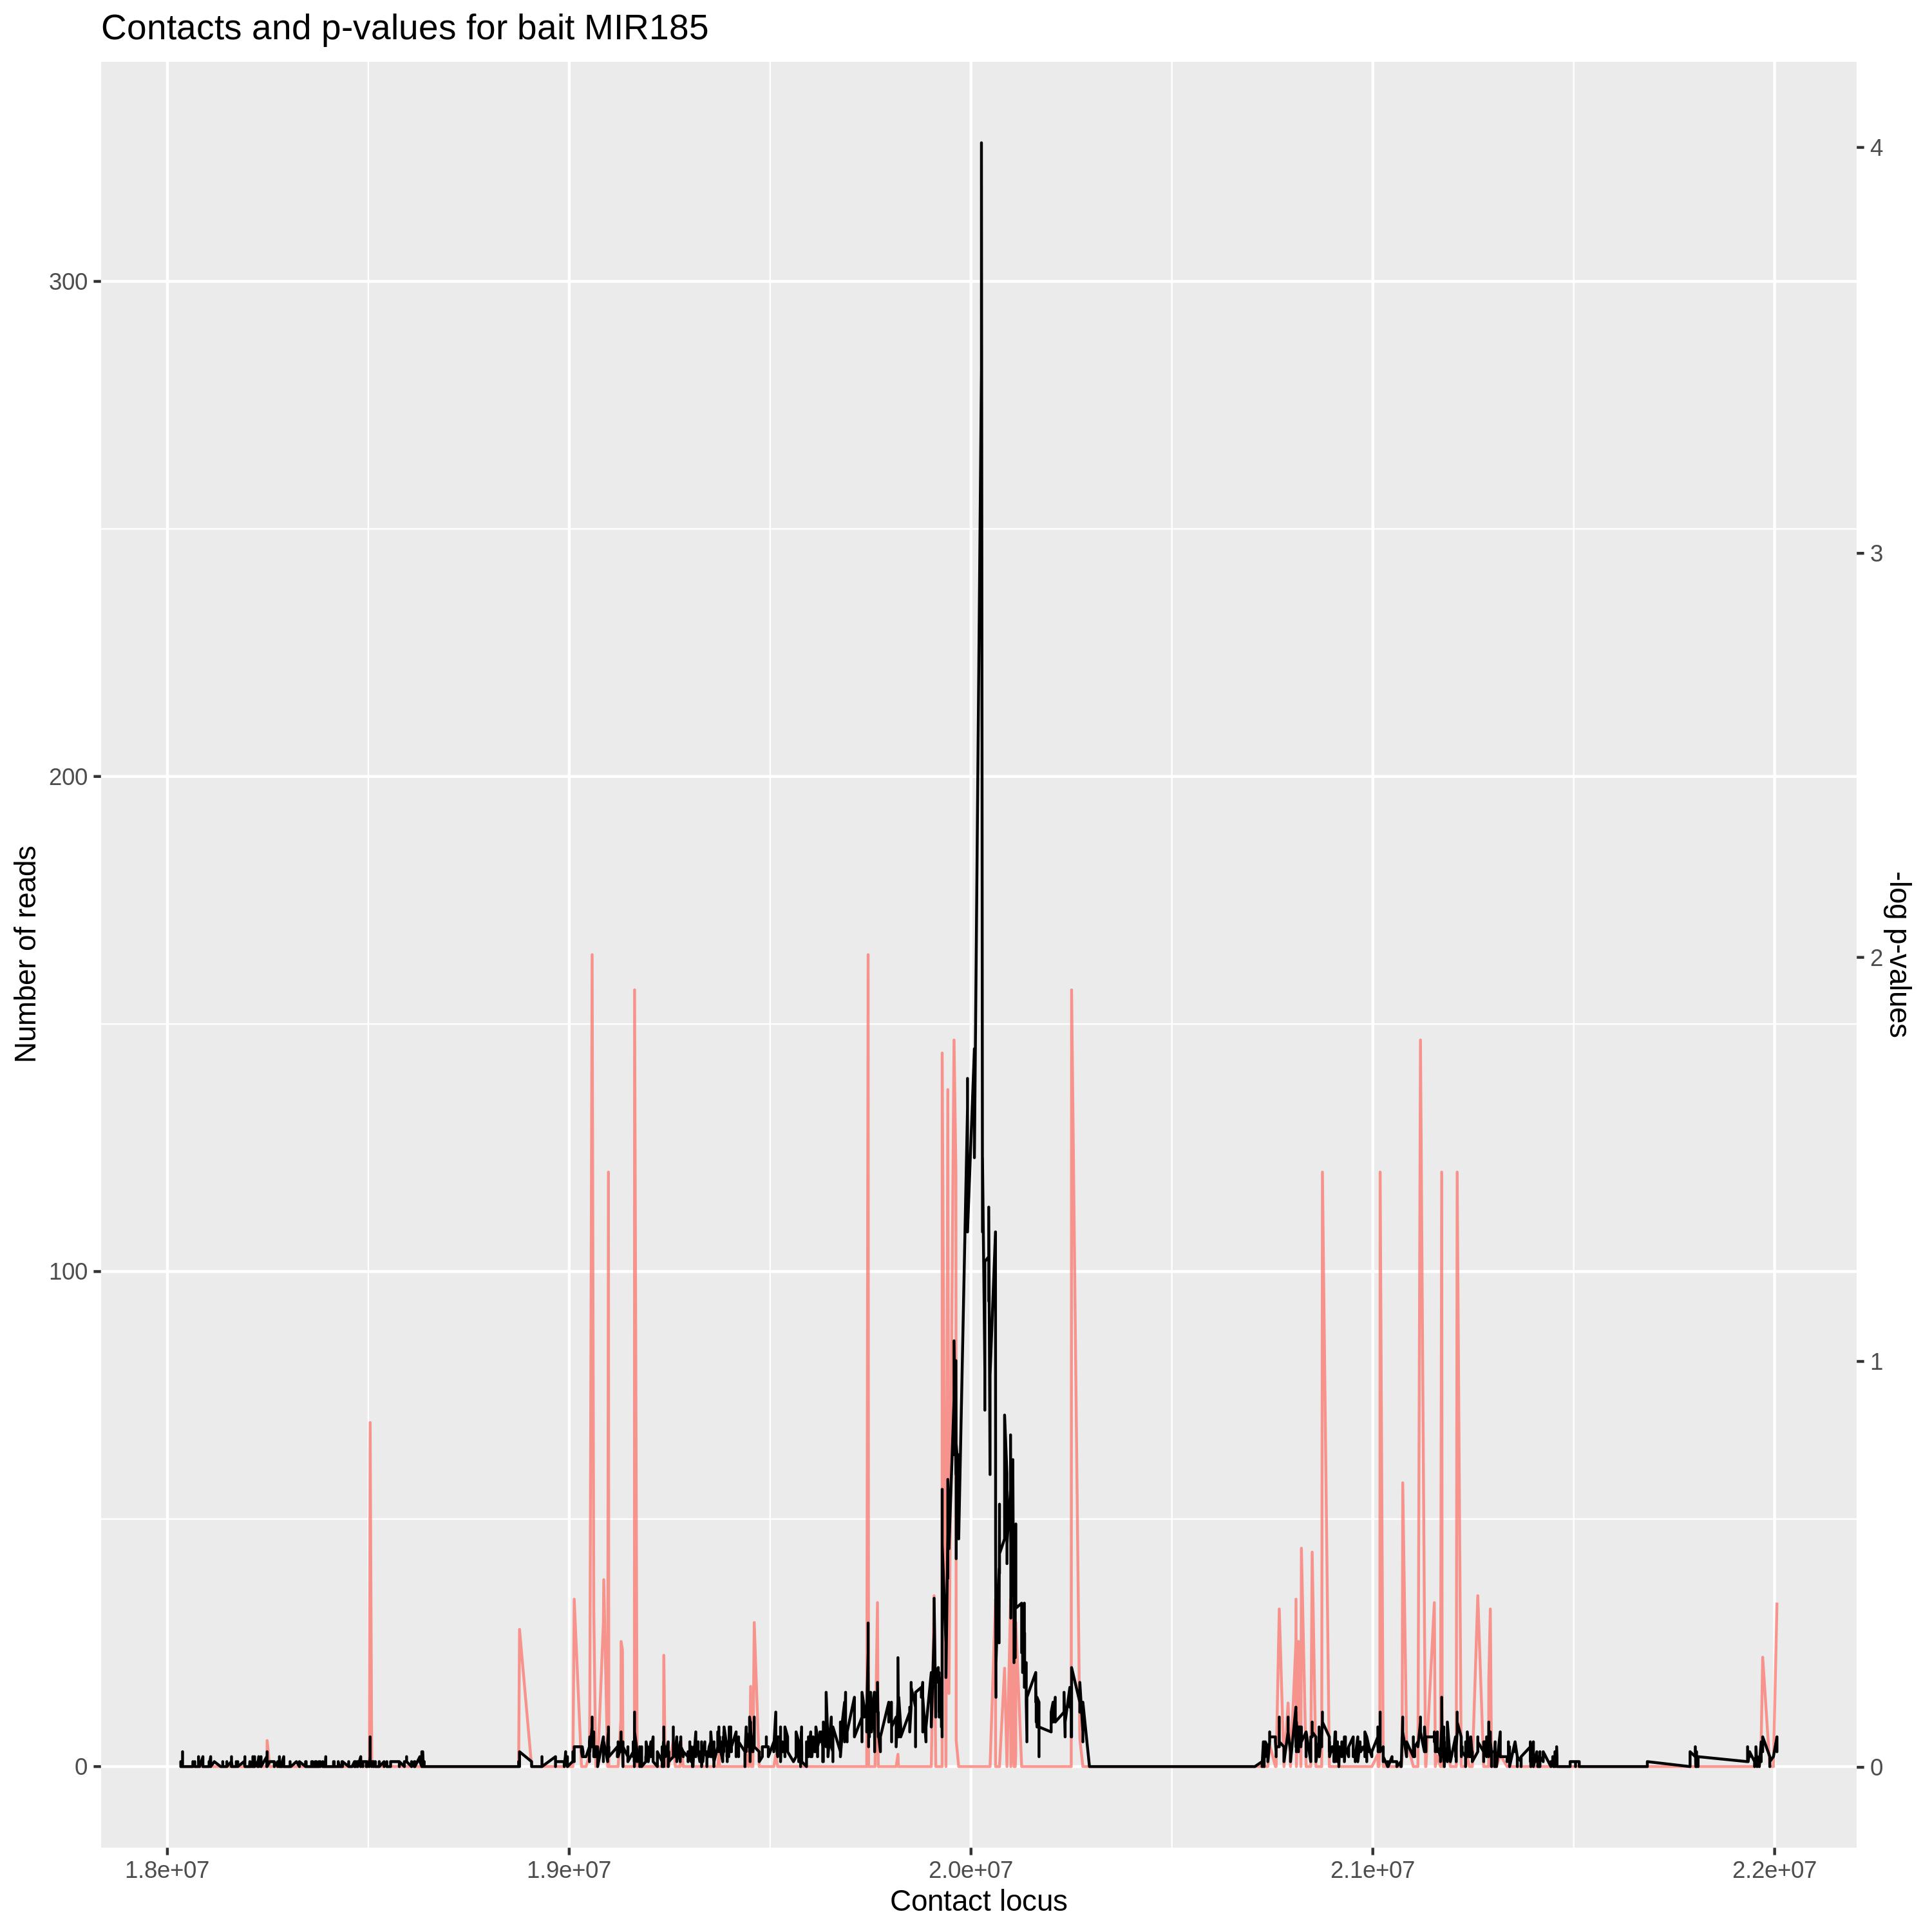 Contacts and p-values for bait MIR185
Number of reads
300
200
100
0
4
3
2
1
0
-log p-values
1.8e+07 1.9e+07 2.0e+07 2.1e+07 2.2e+07
Contact locus